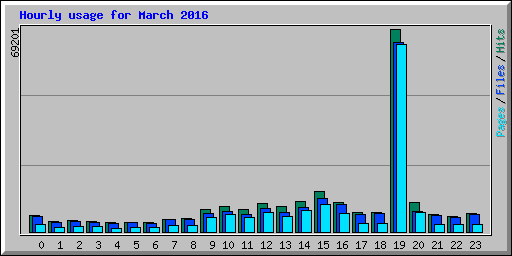 Hourly usage for March 2016
69201
0 1 2 3 4 5 6 7 8 9 10 11 12 13 14 15 16 17 18 19 20 21 22 23
Pages/Files/Hits